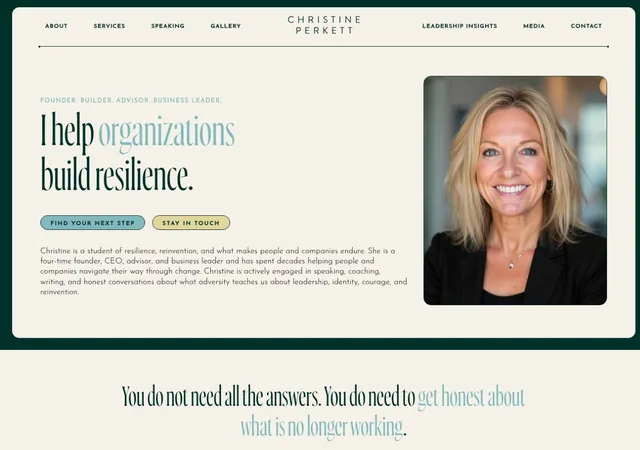 ABOUT SERVICES SPEAKING GALLERY CHRISTINE PERKETT LEADERSHIP INSIGHTS MEDIA CONTACT
FOUNDER. BUILDER. ADVISOR. BUSINESS LEADER.
I help organizations
build resilience.
FIND YOUR NEXT STEP STAY IN TOUCH
Christine is a student of resilience, reinvention, and what makes people and companies endure. She is a
four-time founder, CEO, advisor, and business leader and has spent decades helping people and
companies navigate their way through change. Christine is actively engaged in speaking, coaching,
writing, and honest conversations about what adversity teaches us about leadership, identity, courage, and
reinvention.
You do not need all the answers. You do need to get honest about
what is no longer working.